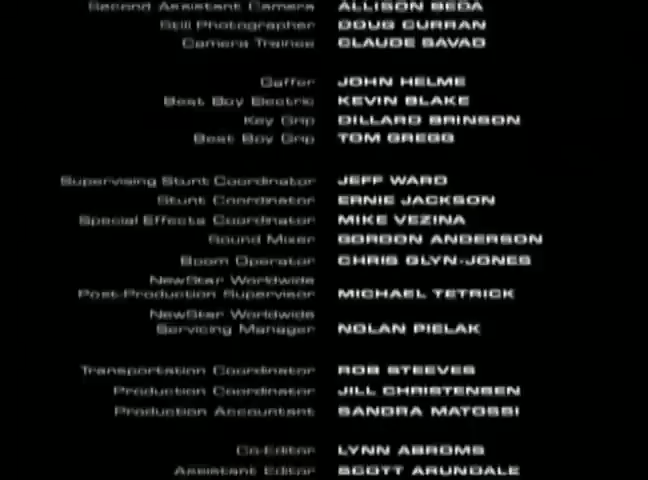 Second Assistant Camera ALLISON BEDA
Still Photographer DOUG CURRAN
Camera Trainee CLAUDE SAVAD
Gaffer JOHN HELME
Best Boy Electric KEVIN BLAKE
Key Grip DILLARD BRINSON
Best Boy Grip TOM GREGG
Supervising Stunt Coordinator JEFF WARD
Stunt Coordinator ERNIE JACKSON
Special Effects Coordinator MIKE VEZINA
Sound Mixer GORDON ANDERSON
Boom Operator CHRIS GLYN-JONES
NewStar Worldwide
Post-Production Supervisor MICHAEL TETRICK
NewStar Worldwide
Servicing Manager NOLAN PIELAK
Transportation Coordinator ROB STEEVES
Production Coordinator JILL CHRISTENSEN
Production Accountant SANDRA MATOSSI
Co-Editor LYNN ABROMS
Assistant Editor SCOTT ARUNDALE